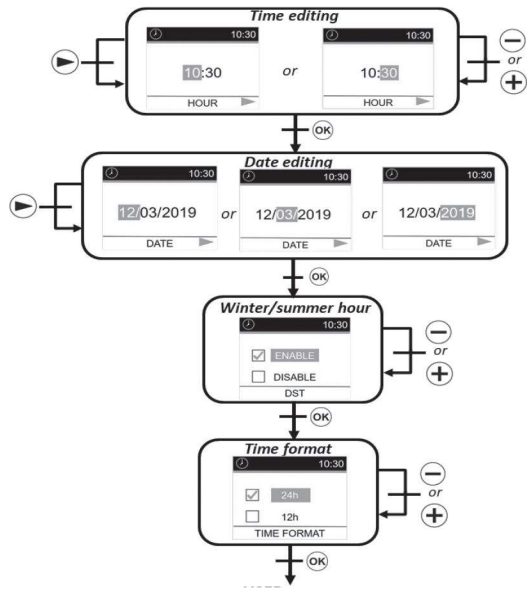 Time editing
10:30 10:30
10:30 or 10:30 or
HOUR HOUR
OK
Date editing
10:30 10:30 10:30
12/03/2019 or 12/03/2019 or 12/03/2019
DATE DATE DATE
OK
Winter/summer hour
10:30
ENABLE or
DISABLE
DST
OK
Time format
10:30
24h or
12h
TIME FORMAT
OK